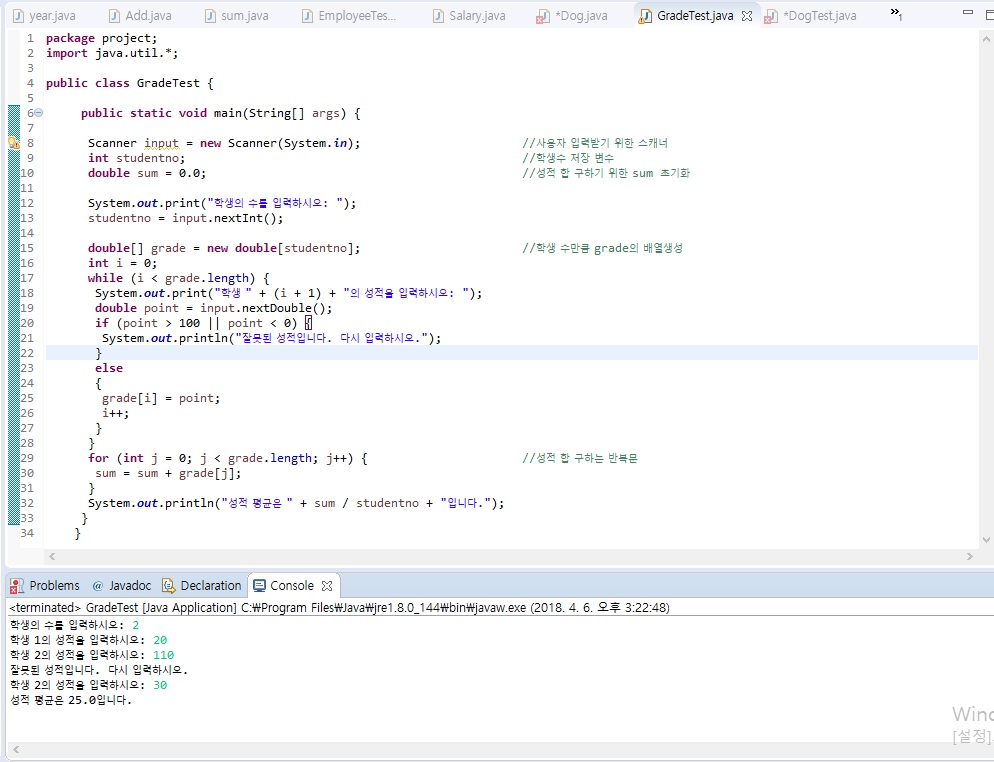 year.java Add.java sum.java EmployeeTes... Salary.java *Dog.java GradeTest.java *DogTest.java »1
1 package project;
2 import java.util.*;
3
4 public class GradeTest {
5
6 public static void main(String[] args) {
7
8 Scanner input = new Scanner(System.in); //사용자 입력받기 위한 스캐너
9 int studentno; //학생수 저장 변수
10 double sum = 0.0; //성적 합 구하기 위한 sum 초기화
11
12 System.out.print("학생의 수를 입력하시오: ");
13 studentno = input.nextInt();
14
15 double[] grade = new double[studentno]; //학생 수만큼 grade의 배열생성
16 int i = 0;
17 while (i < grade.length) {
18 System.out.print("학생 " + (i + 1) + "의 성적을 입력하시오: ");
19 double point = input.nextDouble();
20 if (point > 100 || point < 0) {
21 System.out.println("잘못된 성적입니다. 다시 입력하시오.");
22 }
23 else
24 {
25 grade[i] = point;
26 i++;
27 }
28 }
29 for (int j = 0; j < grade.length; j++) { //성적 합 구하는 반복문
30 sum = sum + grade[j];
31 }
32 System.out.println("성적 평균은 " + sum / studentno + "입니다.");
33 }
34 }
Problems @ Javadoc Declaration Console
<terminated> GradeTest [Java Application] C:₩Program Files₩Java₩jre1.8.0_144₩bin₩javaw.exe (2018. 4. 6. 오후 3:22:48)
학생의 수를 입력하시오: 2
학생 1의 성적을 입력하시오: 20
학생 2의 성적을 입력하시오: 110
잘못된 성적입니다. 다시 입력하시오.
학생 2의 성적을 입력하시오: 30
성적 평균은 25.0입니다.
Wind
[설정]